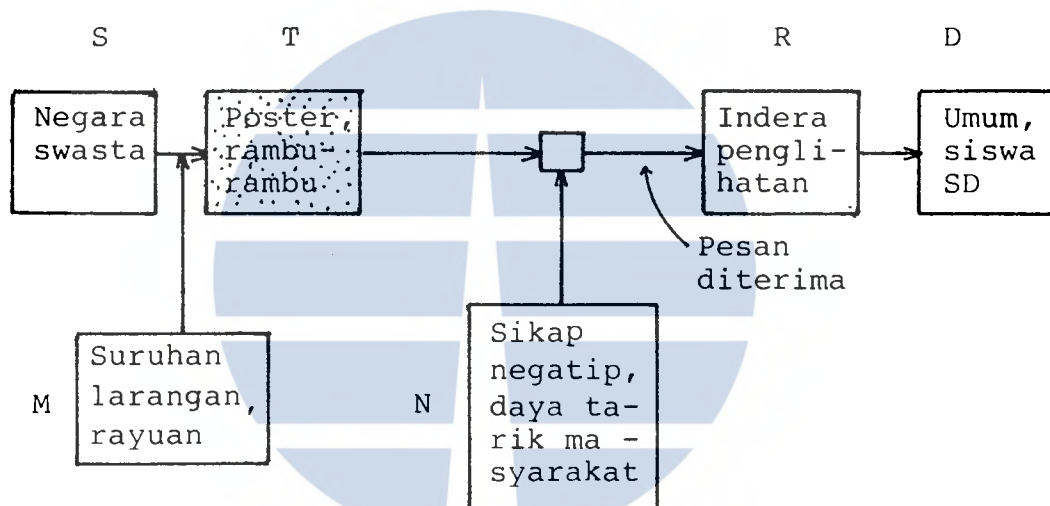 S T R D
Negara
swasta
Poster,
rambu-
rambu
Indera
pengli-
hatan
Umum,
siswa
SD
Pesan
diterima
M
Suruhan
larangan,
rayuan
N
Sikap
negatip,
daya ta-
rik ma -
syarakat